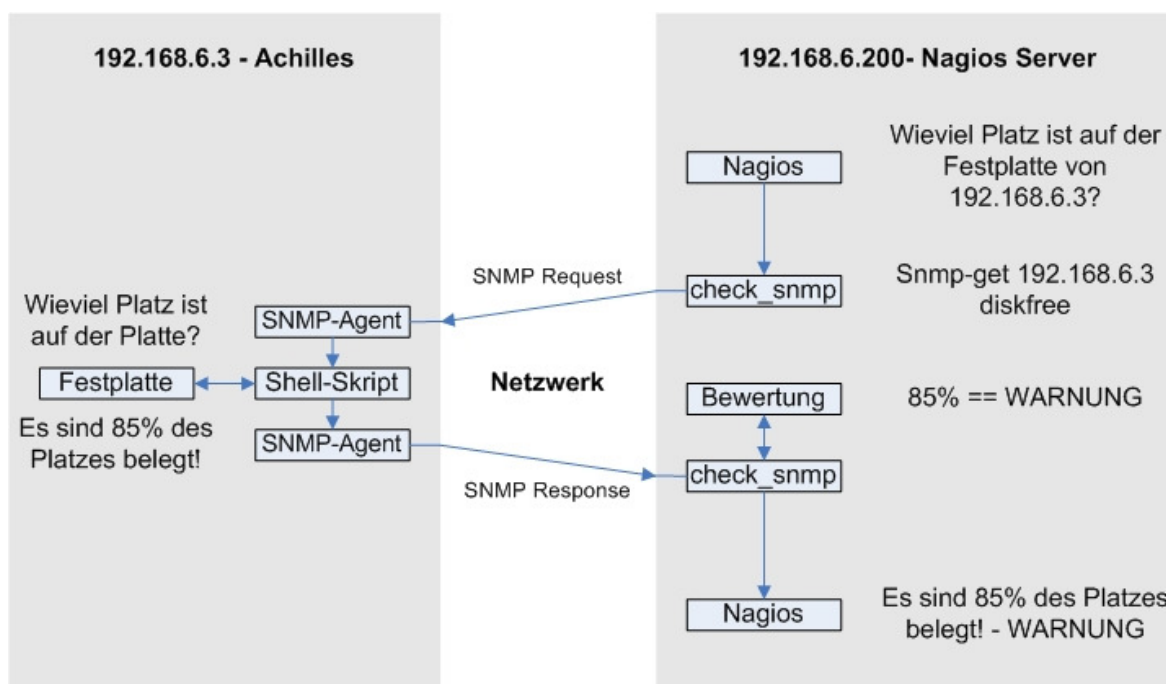 192.168.6.3 - Achilles
Wieviel Platz ist
auf der Platte?
SNMP-Agent
Festplatte
Shell-Skript
Es sind 85% des
Platzes belegt!
SNMP-Agent
SNMP Request
Netzwerk
SNMP Response
192.168.6.200- Nagios Server
Nagios
Wieviel Platz ist auf der
Festplatte von
192.168.6.3?
check_snmp
Snmp-get 192.168.6.3
diskfree
Bewertung
85% == WARNUNG
check_snmp
Nagios
Es sind 85% des Platzes
belegt! - WARNUNG